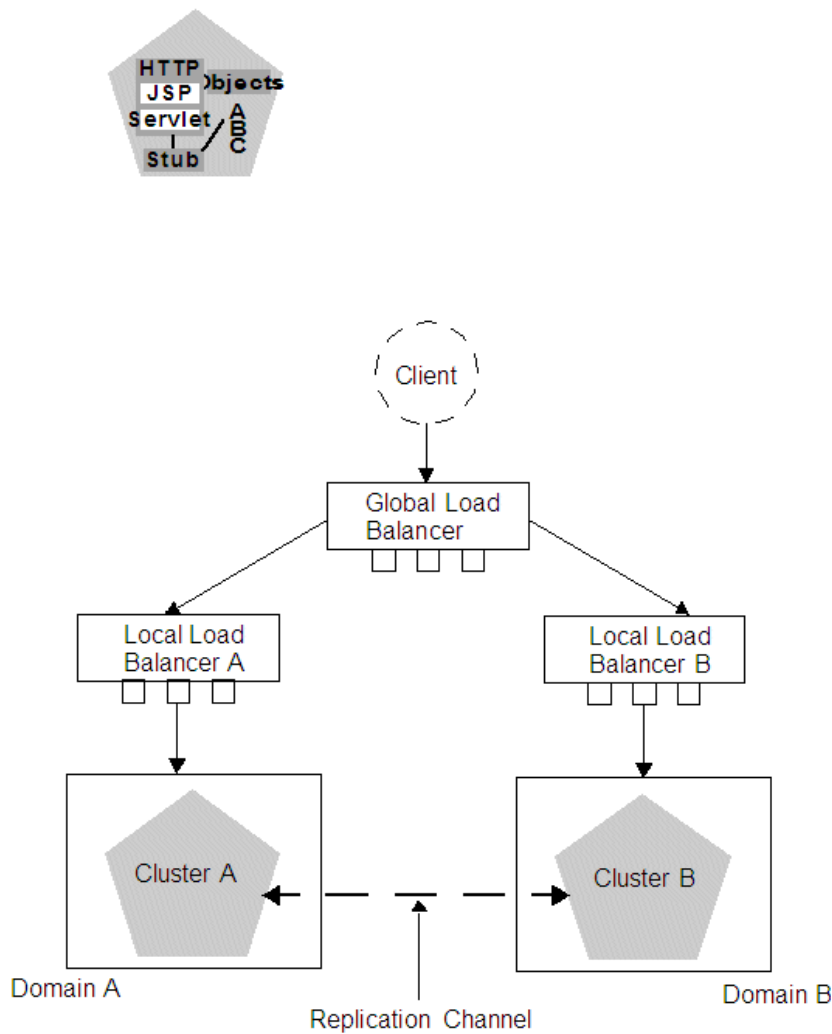 HTTP
Objects
JSP
Servlet
A
B
C
Stub
Client
Global Load
Balancer
Local Load
Balancer A
Local Load
Balancer B
Cluster A
Cluster B
Domain A
Domain B
Replication Channel